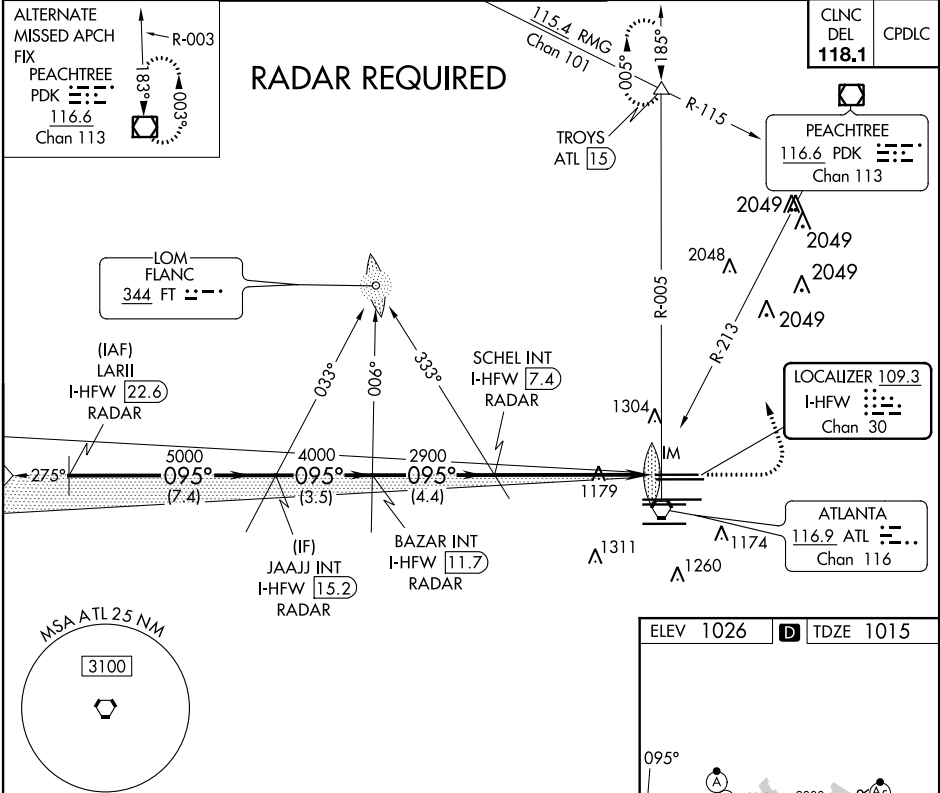 ALTERNATE
MISSED APCH
FIX
R-003
PEACHTREE
PDK
116.6
Chan 113
183°
003°
RADAR REQUIRED
115.4 RMG
Chan 101
005°
185°
CLNC
DEL
118.1
CPDLC
TROYS
ATL 15
R-115
PEACHTREE
116.6 PDK
Chan 113
2049
2049
2048
2049
2049
R-005
R-213
LOM
FLANC
344 FT
(IAF)
LARII
I-HFW 22.6
RADAR
033°
006°
333°
SCHEL INT
I-HFW 7.4
RADAR
1304
LOCALIZER 109.3
I-HFW
Chan 30
IM
275°
5000
095°
(7.4)
4000
095°
(3.5)
2900
095°
(4.4)
1179
(IF)
JAAJJ INT
I-HFW 15.2
RADAR
BAZAR INT
I-HFW 11.7
RADAR
1311
1260
1174
ATLANTA
116.9 ATL
Chan 116
MSA ATL 25 NM
3100
ELEV 1026 D TDZE 1015
095°
A